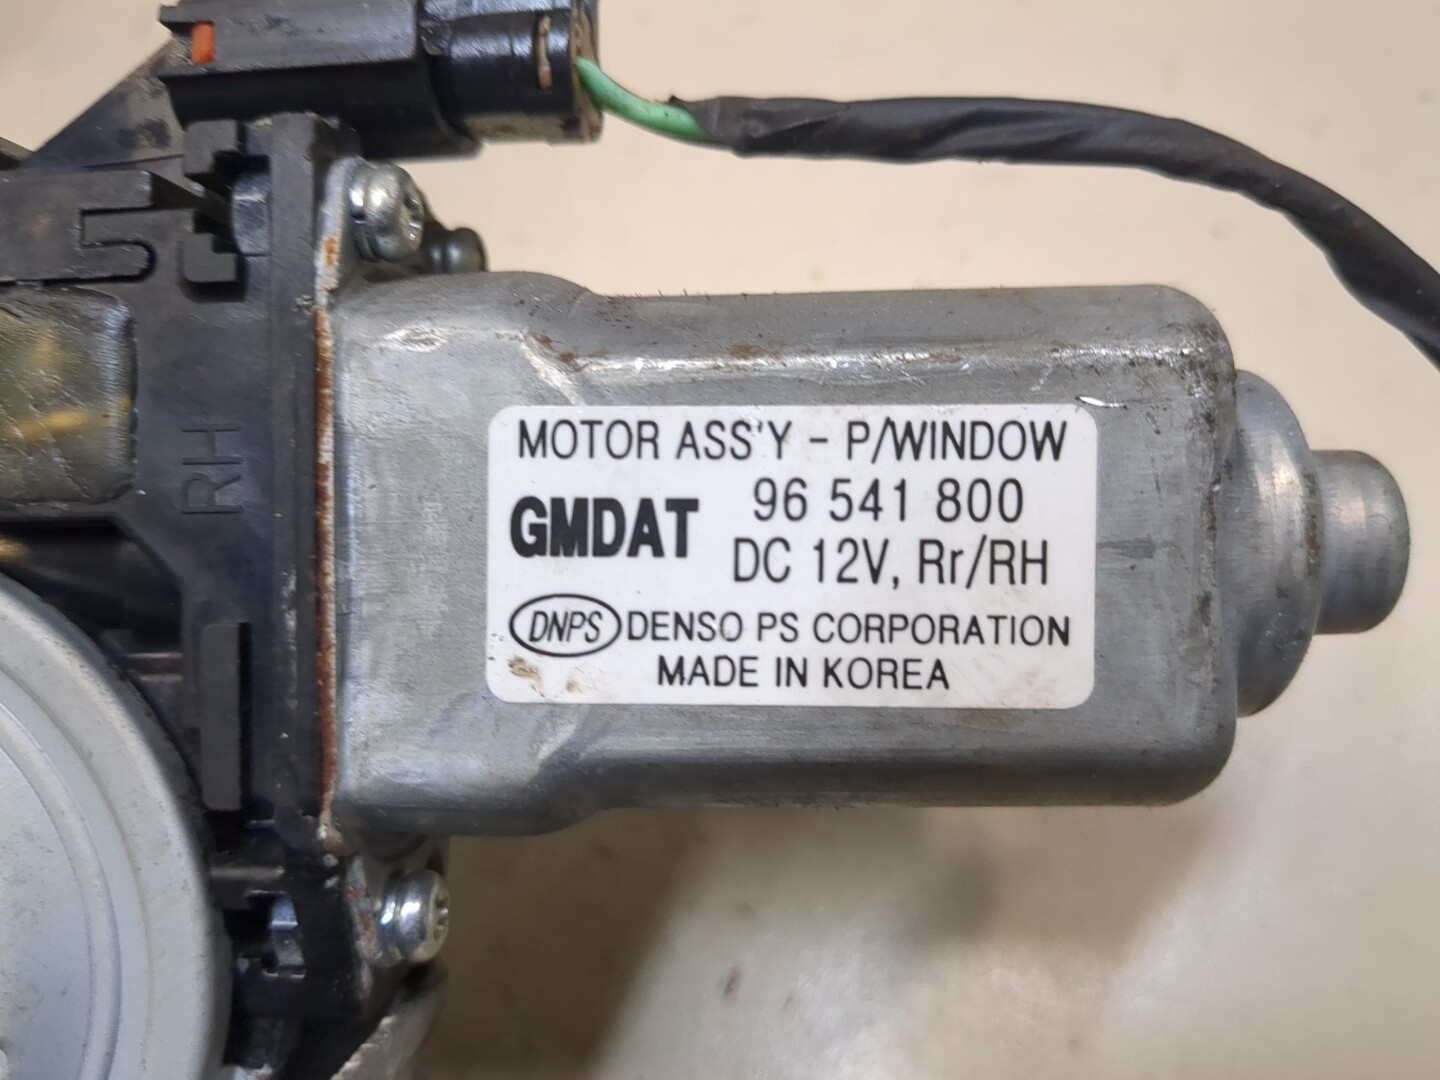 5
RH
MOTOR ASS'Y - P/WINDOW
GMDAT 96 541 800
DC 12V, Rr/RH
DNPS DENSO PS CORPORATION
MADE IN KOREA